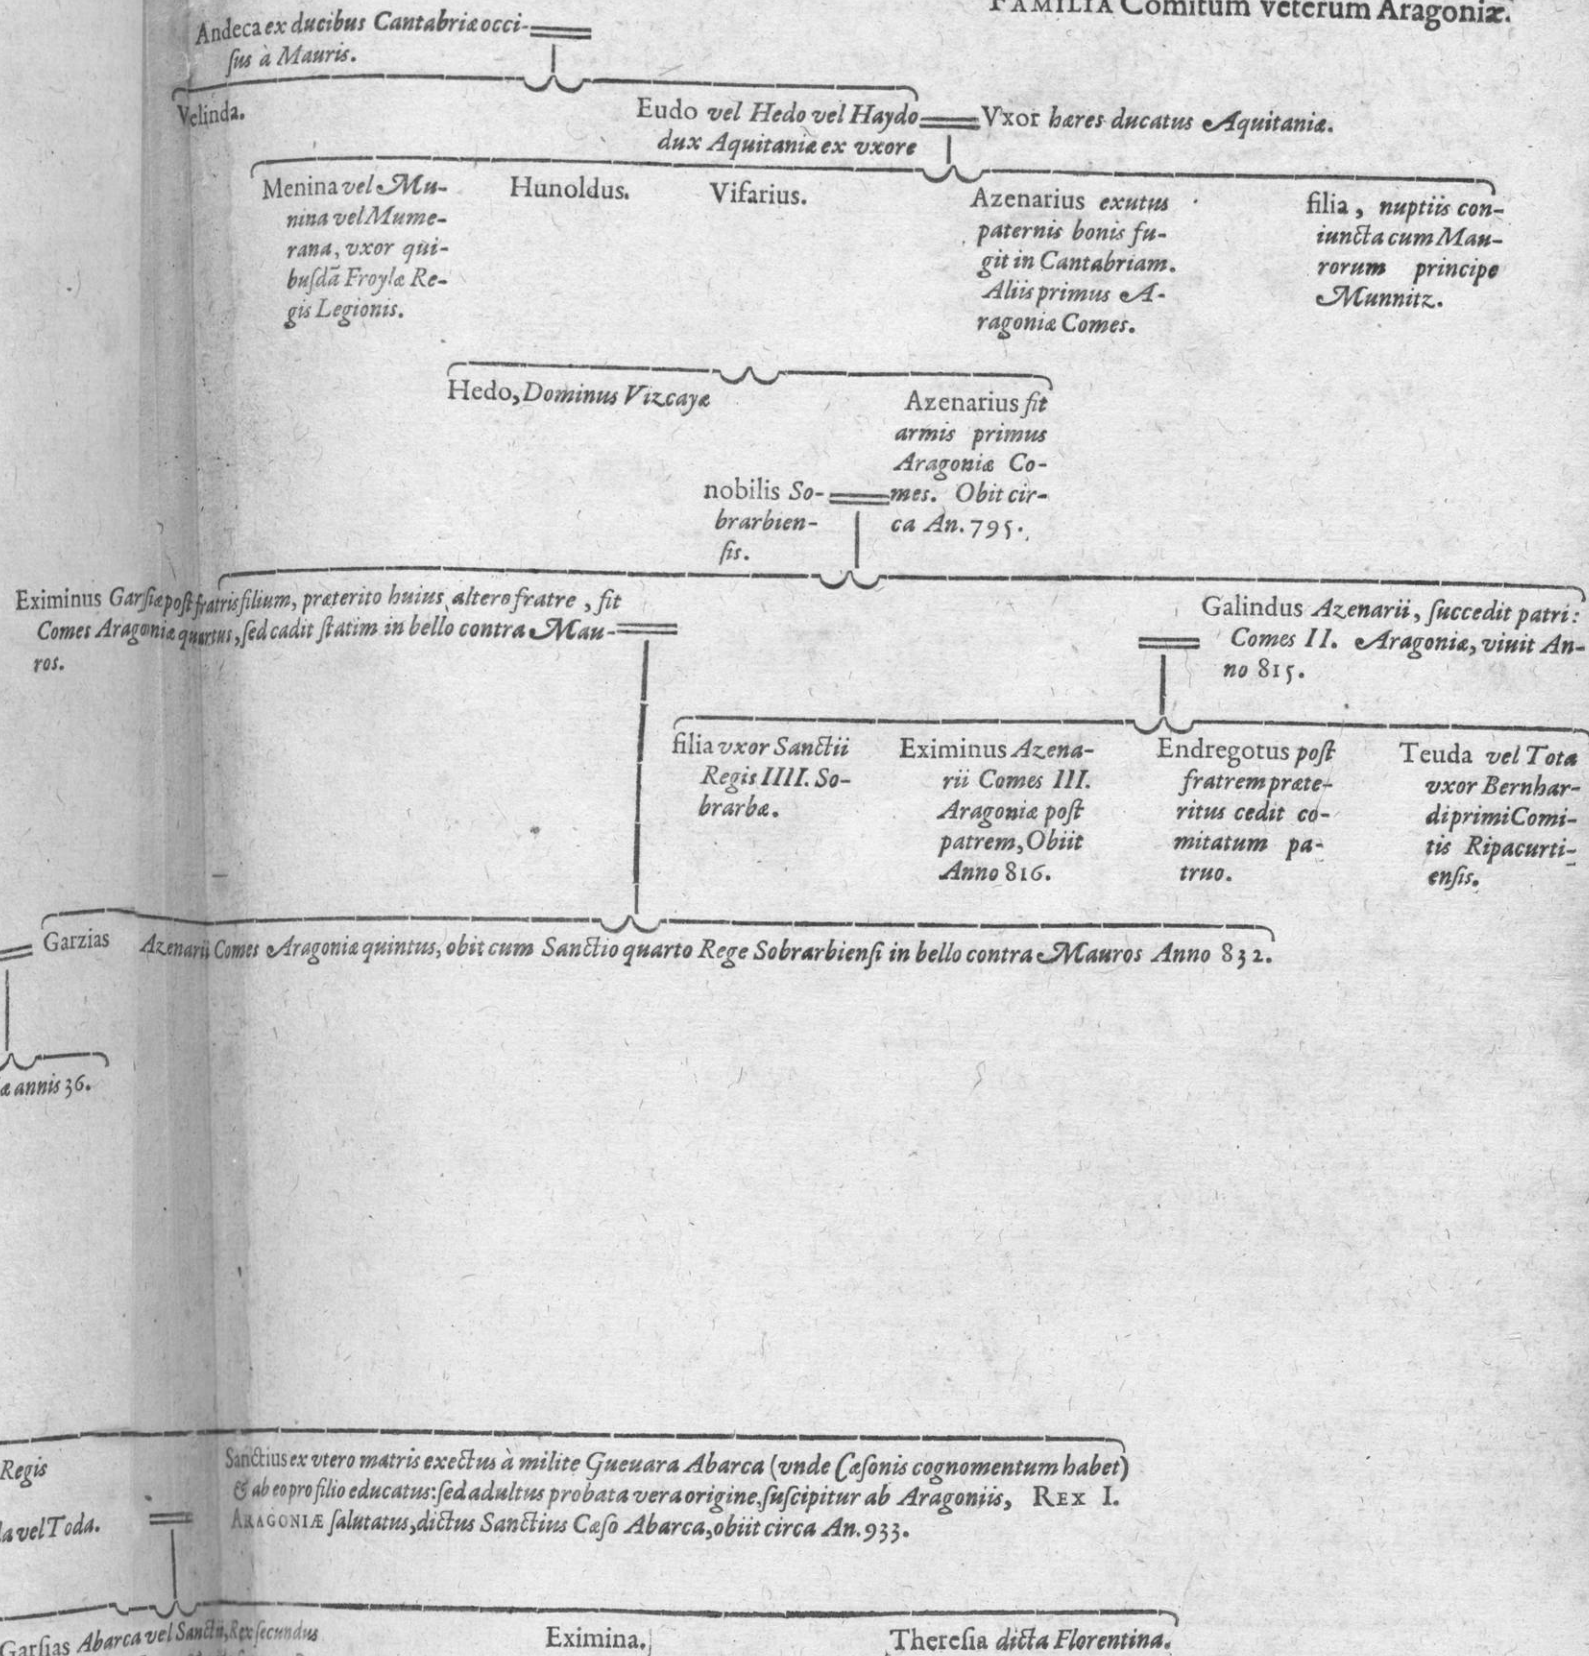 FAMILIA Comitum veterum Aragoniæ.
Andeca ex ducibus Cantabriæ occi-
ſus à Mauris.
Velinda.
Eudo vel Hedo vel Haydo
dux Aquitaniæ ex vxore
Vxor hæres ducatus Aquitaniæ.
Menina vel Mu-
nina vel Mume-
rana, vxor qui-
buſdã Froylæ Re-
gis Legionis.
Hunoldus.
Vifarius.
Azenarius exutus
paternis bonis fu-
git in Cantabriam.
Aliis primus A-
ragoniæ Comes.
filia, nuptiis con-
iuncta cum Mau-
rorum principe
Munnitz.
Hedo, Dominus Vizcayæ
Azenarius fit
armis primus
Aragoniæ Co-
mes. Obit cir-
ca An. 795.
nobilis So-
brarbien-
ſis.
Eximinus Garſiæ poſt fratris filium, præterito huius altero fratre, fit
Comes Aragoniæ quartus, ſed cadit ſtatim in bello contra Mau-
ros.
Galindus Azenarii, ſuccedit patri:
Comes II. Aragoniæ, viuit An-
no 815.
filia vxor Sanctii
Regis IIII. So-
brarbæ.
Eximinus Azena-
rii Comes III.
Aragoniæ poſt
patrem, Obiit
Anno 816.
Endregotus poſt
fratrem præte-
ritus cedit co-
mitatum pa-
truo.
Teuda vel Tota
vxor Bernhar-
di primi Comi-
tis Ripacurti-
enſis.
Garzias Azenarii Comes Aragoniæ quintus, obit cum Sanctio quarto Rege Sobrarbienſi in bello contra Mauros Anno 832.
æ annis 36.
Regis
la vel Toda.
Sanctius ex vtero matris exectus à milite Gueuara Abarca (vnde Cæſonis cognomentum habet)
& ab eo pro filio educatus: ſed adultus probata vera origine, ſuſcipitur ab Aragoniis, REX I.
ARAGONIÆ ſalutatus, dictus Sanctius Cæſo Abarca, obiit circa An. 933.
Garſias Abarca vel Sanctii, Rex ſecundus
Eximina.
Thereſia dicta Florentina.